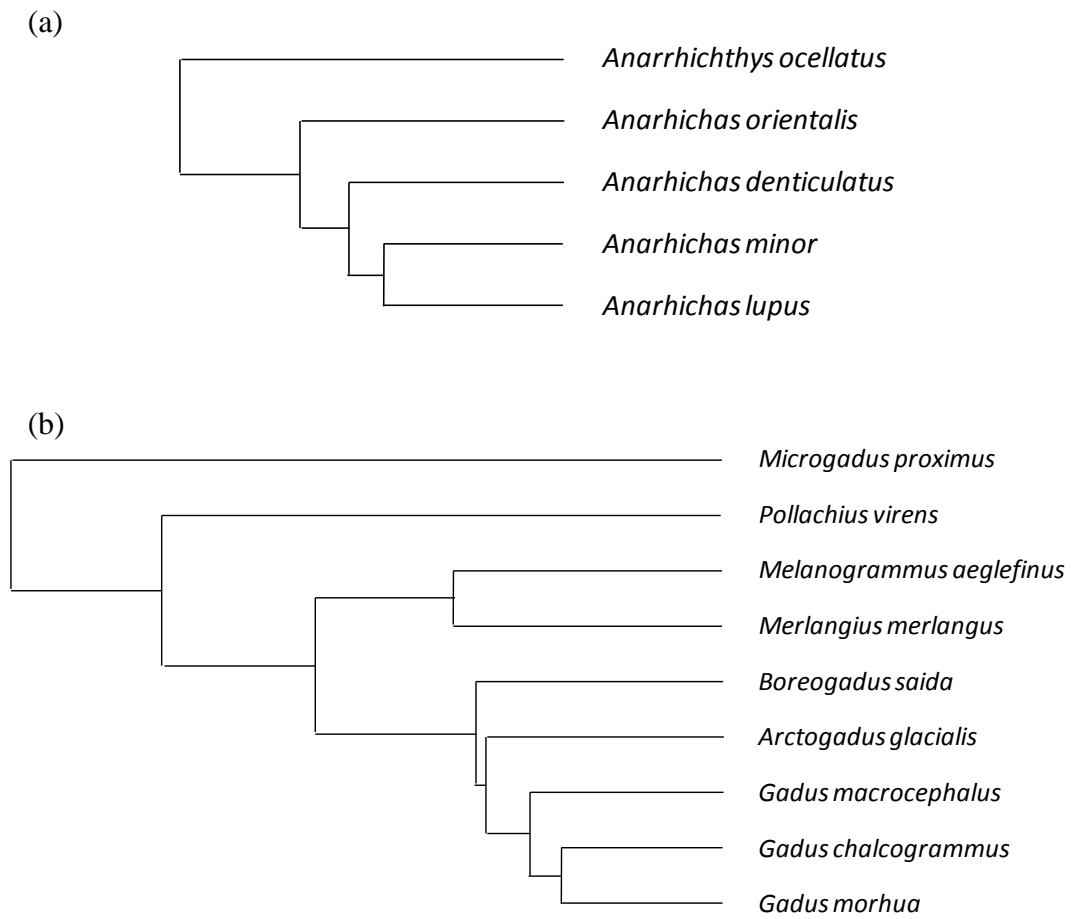 (a)
Anarrhichthys ocellatus
Anarhichas orientalis
Anarhichas denticulatus
Anarhichas minor
Anarhichas lupus
(b)
Microgadus proximus
Pollachius virens
Melanogrammus aeglefinus
Merlangius merlangus
Boreogadus saida
Arctogadus glacialis
Gadus macrocephalus
Gadus chalcogrammus
Gadus morhua